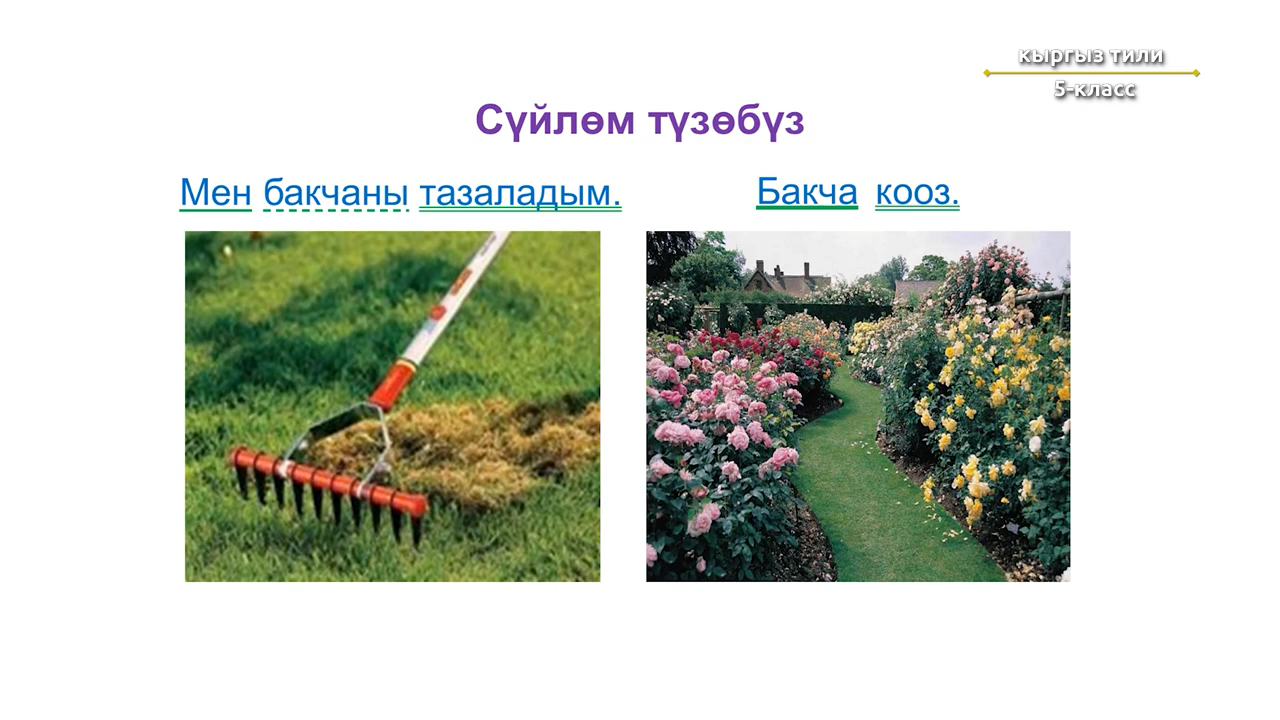 кыргыз тили
5-класс
Сүйлөм түзөбүз
Мен бакчаны тазаладым.
Бакча кооз.